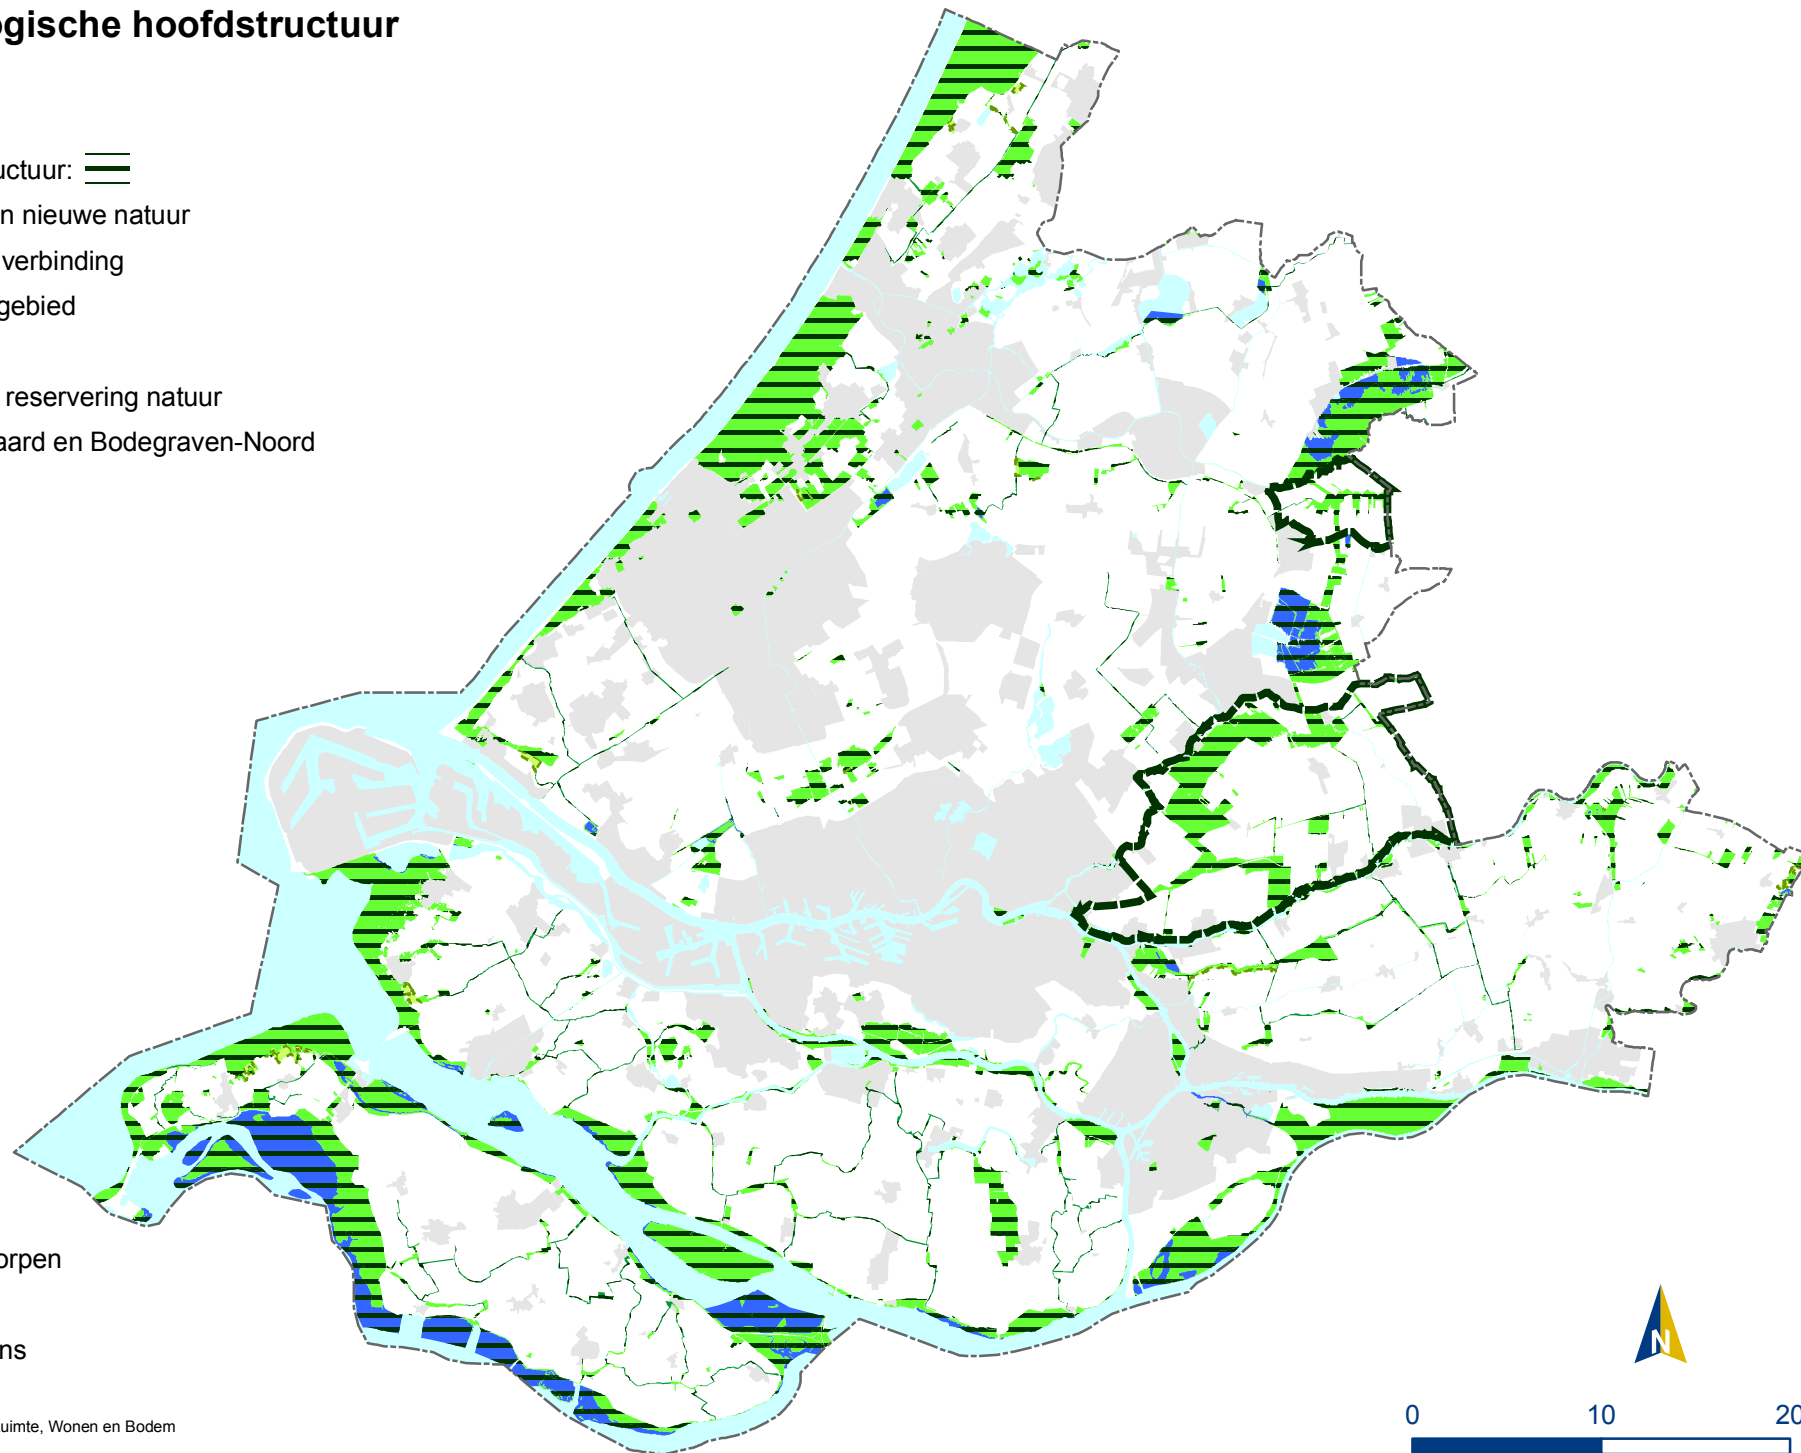 ogische hoofdstructuur
uctuur:
n nieuwe natuur
verbinding
gebied
reservering natuur
aard en Bodegraven-Noord
orpen
ns
uimte, Wonen en Bodem
N
0 10 20